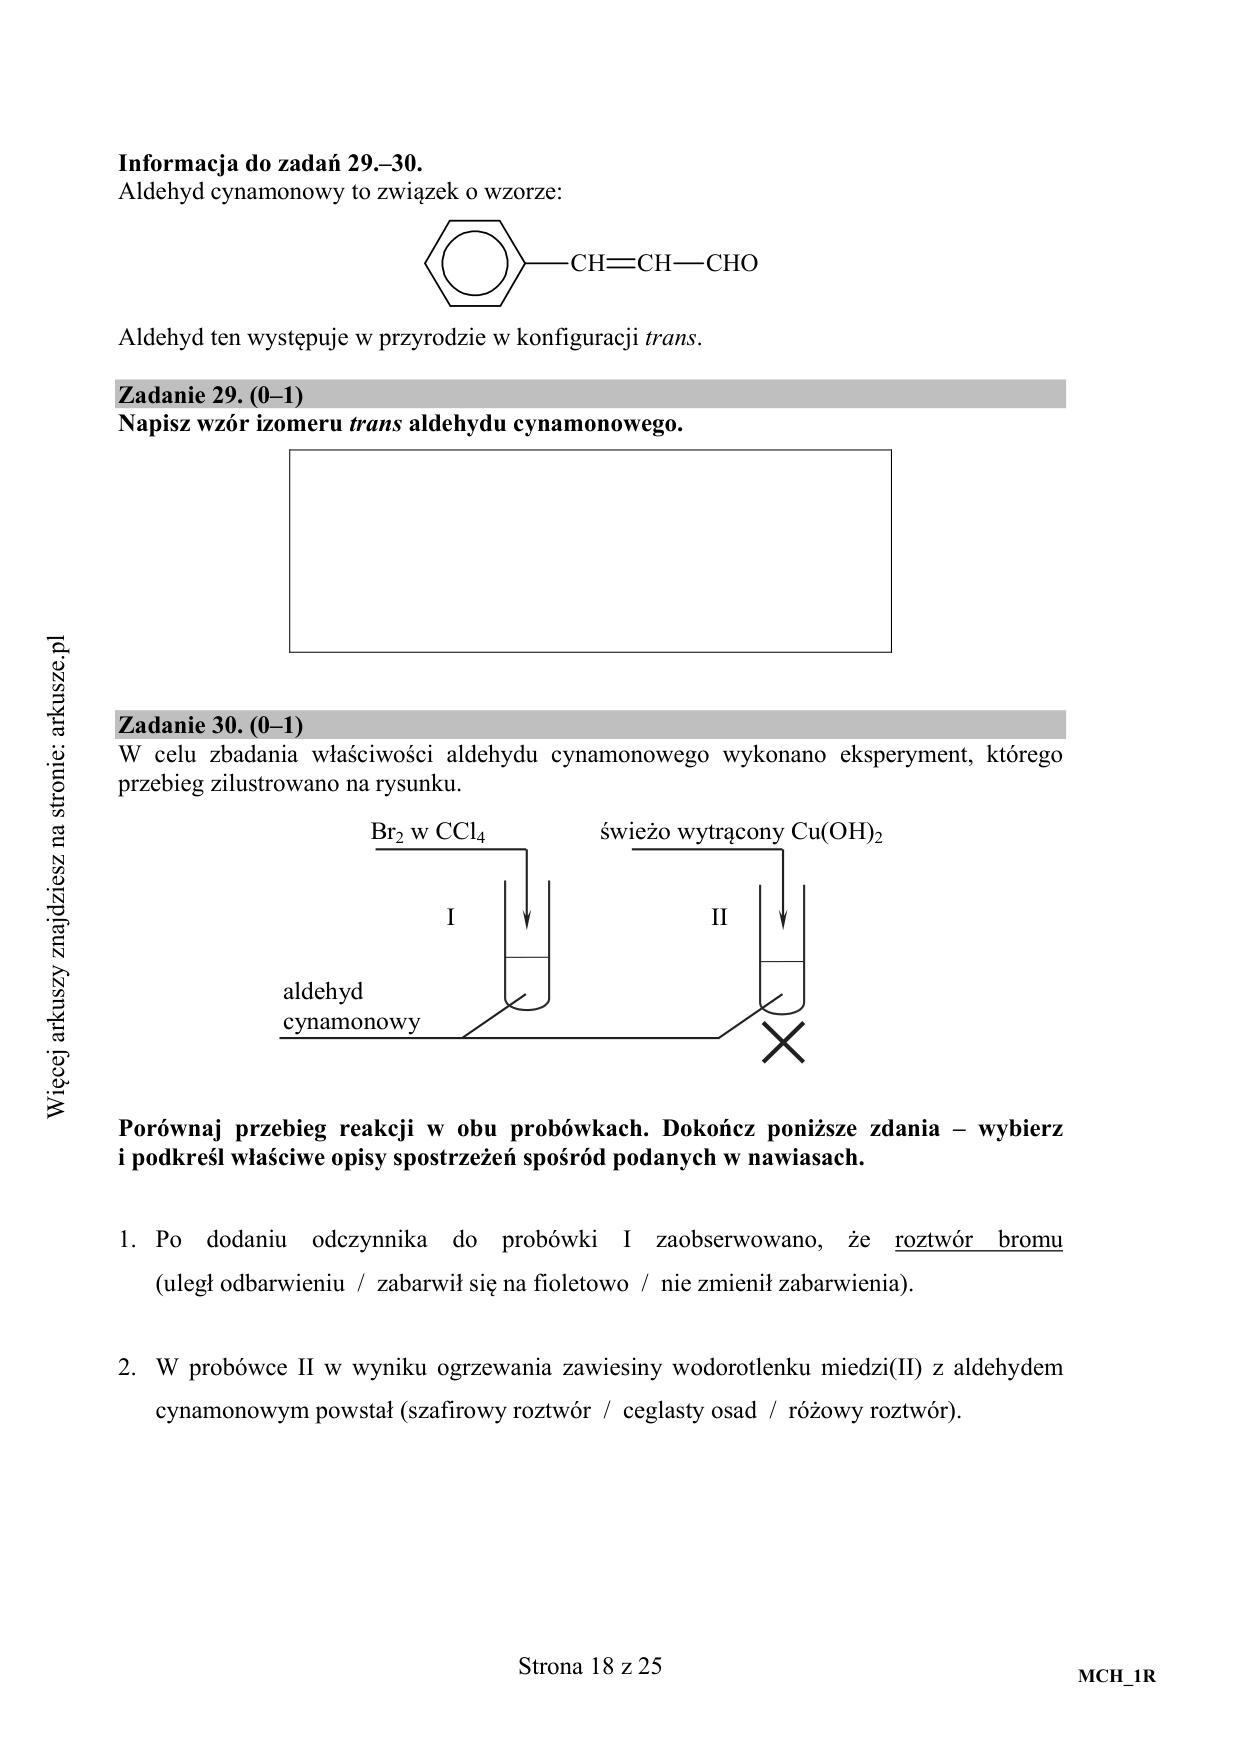 Informacja do zadań 29.–30.
Aldehyd cynamonowy to związek o wzorze:
CH=CH—CHO
Aldehyd ten występuje w przyrodzie w konfiguracji trans.
Zadanie 29. (0–1)
Napisz wzór izomeru trans aldehydu cynamonowego.
Zadanie 30. (0–1)
W celu zbadania właściwości aldehydu cynamonowego wykonano eksperyment, którego
przebieg zilustrowano na rysunku.
Br₂ w CCl₄
świeżo wytrącony Cu(OH)₂
I
II
aldehyd
cynamonowy
Porównaj przebieg reakcji w obu probówkach. Dokończ poniższe zdania – wybierz
i podkreśl właściwe opisy spostrzeżeń spośród podanych w nawiasach.
1. Po dodaniu odczynnika do probówki I zaobserwowano, że roztwór bromu
(uległ odbarwieniu / zabarwił się na fioletowo / nie zmienił zabarwienia).
2. W probówce II w wyniku ogrzewania zawiesiny wodorotlenku miedzi(II) z aldehydem
cynamonowym powstał (szafirowy roztwór / ceglasty osad / różowy roztwór).
Więcej arkuszy znajdziesz na stronie: arkusze.pl
Strona 18 z 25
MCH_1R